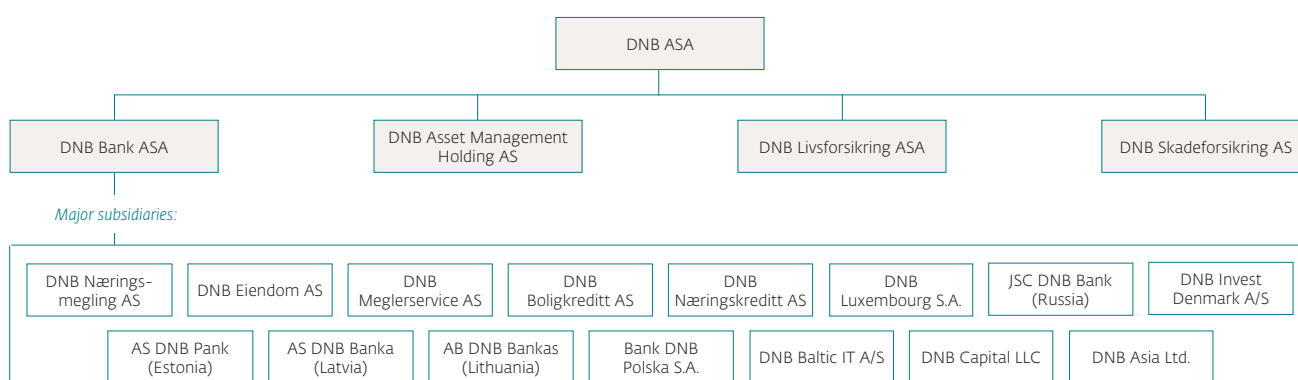 DNB ASA
DNB Bank ASA
DNB Asset Management
Holding AS
DNB Livsforsikring ASA
DNB Skadeforsikring AS
Major subsidiaries:
DNB Nærings-
megling AS
DNB Eiendom AS
DNB
Meglerservice AS
DNB
Boligkreditt AS
DNB
Næringskreditt AS
DNB
Luxembourg S.A.
JSC DNB Bank
(Russia)
DNB Invest
Denmark A/S
AS DNB Pank
(Estonia)
AS DNB Banka
(Latvia)
AB DNB Bankas
(Lithuania)
Bank DNB
Polska S.A.
DNB Baltic IT A/S
DNB Capital LLC
DNB Asia Ltd.